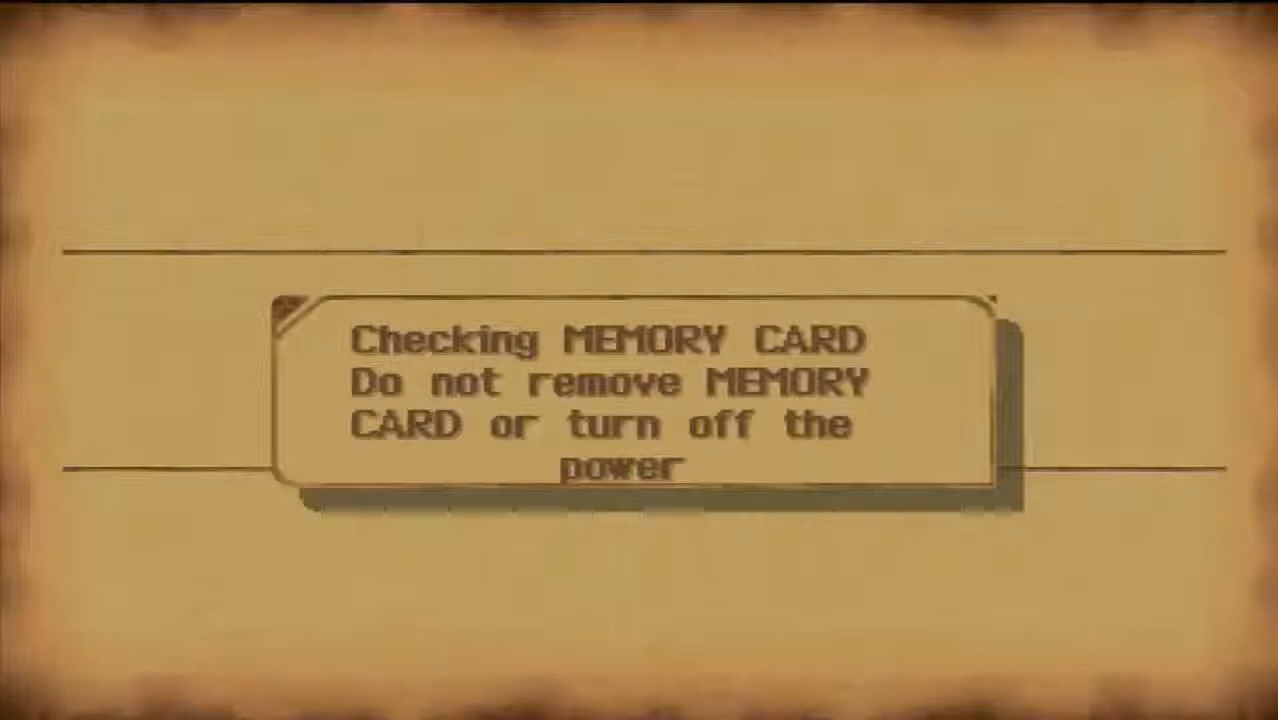 Checking MEMORY CARD
Do not remove MEMORY
CARD or turn off the
power